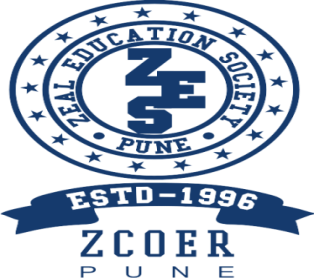 ZEAL EDUCATION SOCIETY
ZES
• PUNE •
ESTD-1996
ZCOER
PUNE